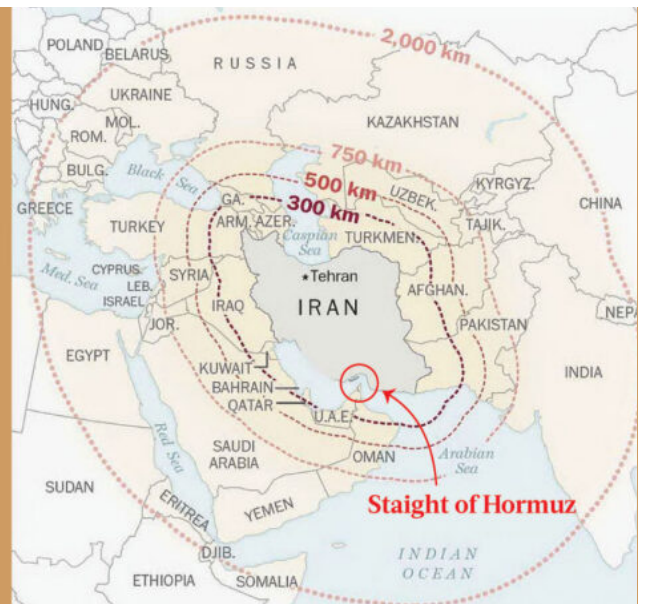 2,000 km
POLAND
BELARUS
RUSSIA
UKRAINE
HUNG.
MOL.
ROM.
KAZAKHSTAN
750 km
BULG.
Black Sea
500 km
UZBEK.
KYRGYZ.
300 km
GA.
GREECE
TURKEY
ARM.
AZER.
Caspian
Sea
TURKMEN.
TAJIK.
CHINA
Med. Sea
CYPRUS
LEB.
ISRAEL
SYRIA
Tehran
IRAN
AFGHAN.
IRAQ
JOR.
PAKISTAN
NEPA
EGYPT
KUWAIT
BAHRAIN
QATAR
INDIA
U.A.E.
Red Sea
SAUDI
ARABIA
OMAN
Arabian
Sea
SUDAN
Staight of Hormuz
ERITREA
YEMEN
DJIB.
INDIAN
OCEAN
ETHIOPIA
SOMALIA